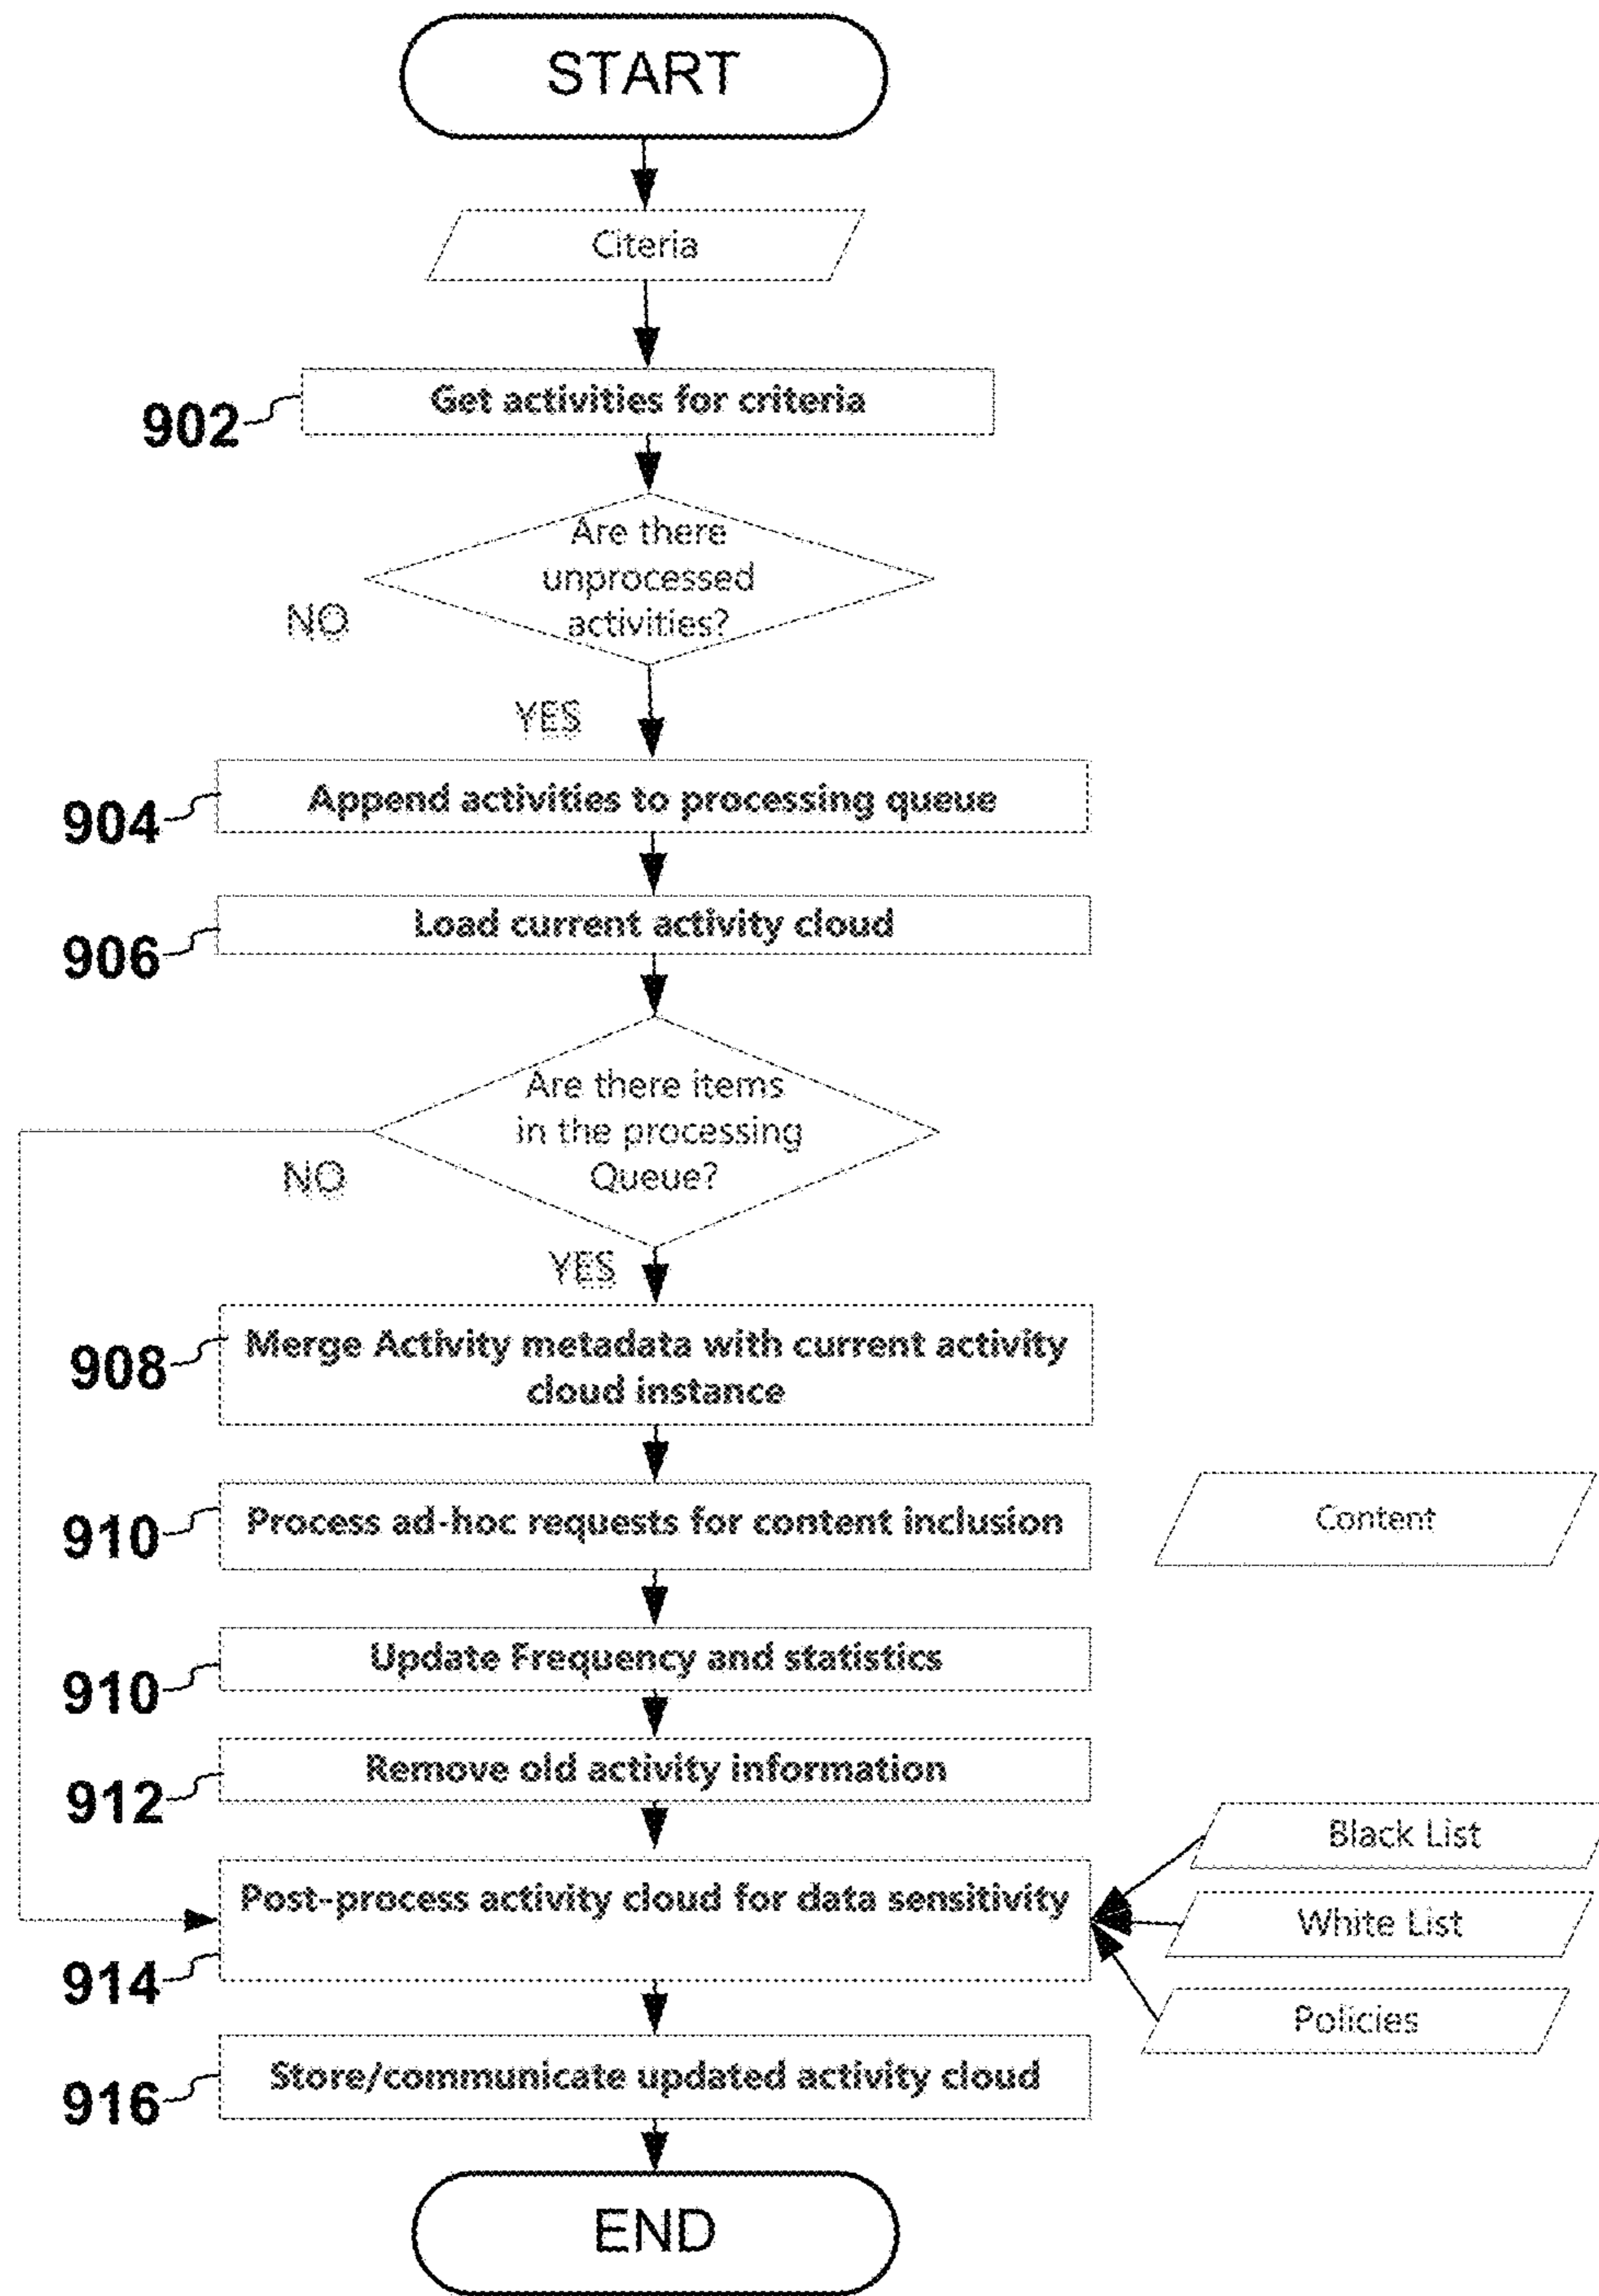 START
Citeria
Get activities for criteria
902
Are there
unprocessed
activities?
NO
YES
Append activities to processing queue
904
Load current activity cloud
906
Are there items
in the processing
Queue?
NO
YES
Merge Activity metadata with current activity
cloud instance
908
Process ad-hoc requests for content inclusion
910
Content
Update Frequency and statistics
910
Remove old activity information
912
Black List
Post-process activity cloud for data sensitivity
914
White List
Policies
Store/communicate updated activity cloud
916
END